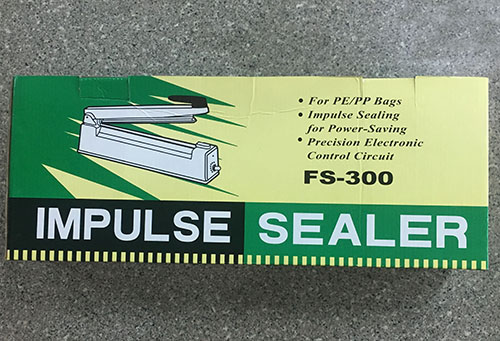 • For PE/PP Bags
• Impulse Sealing
for Power-Saving
• Precision Electronic
Control Circuit
FS-300
IMPULSE SEALER